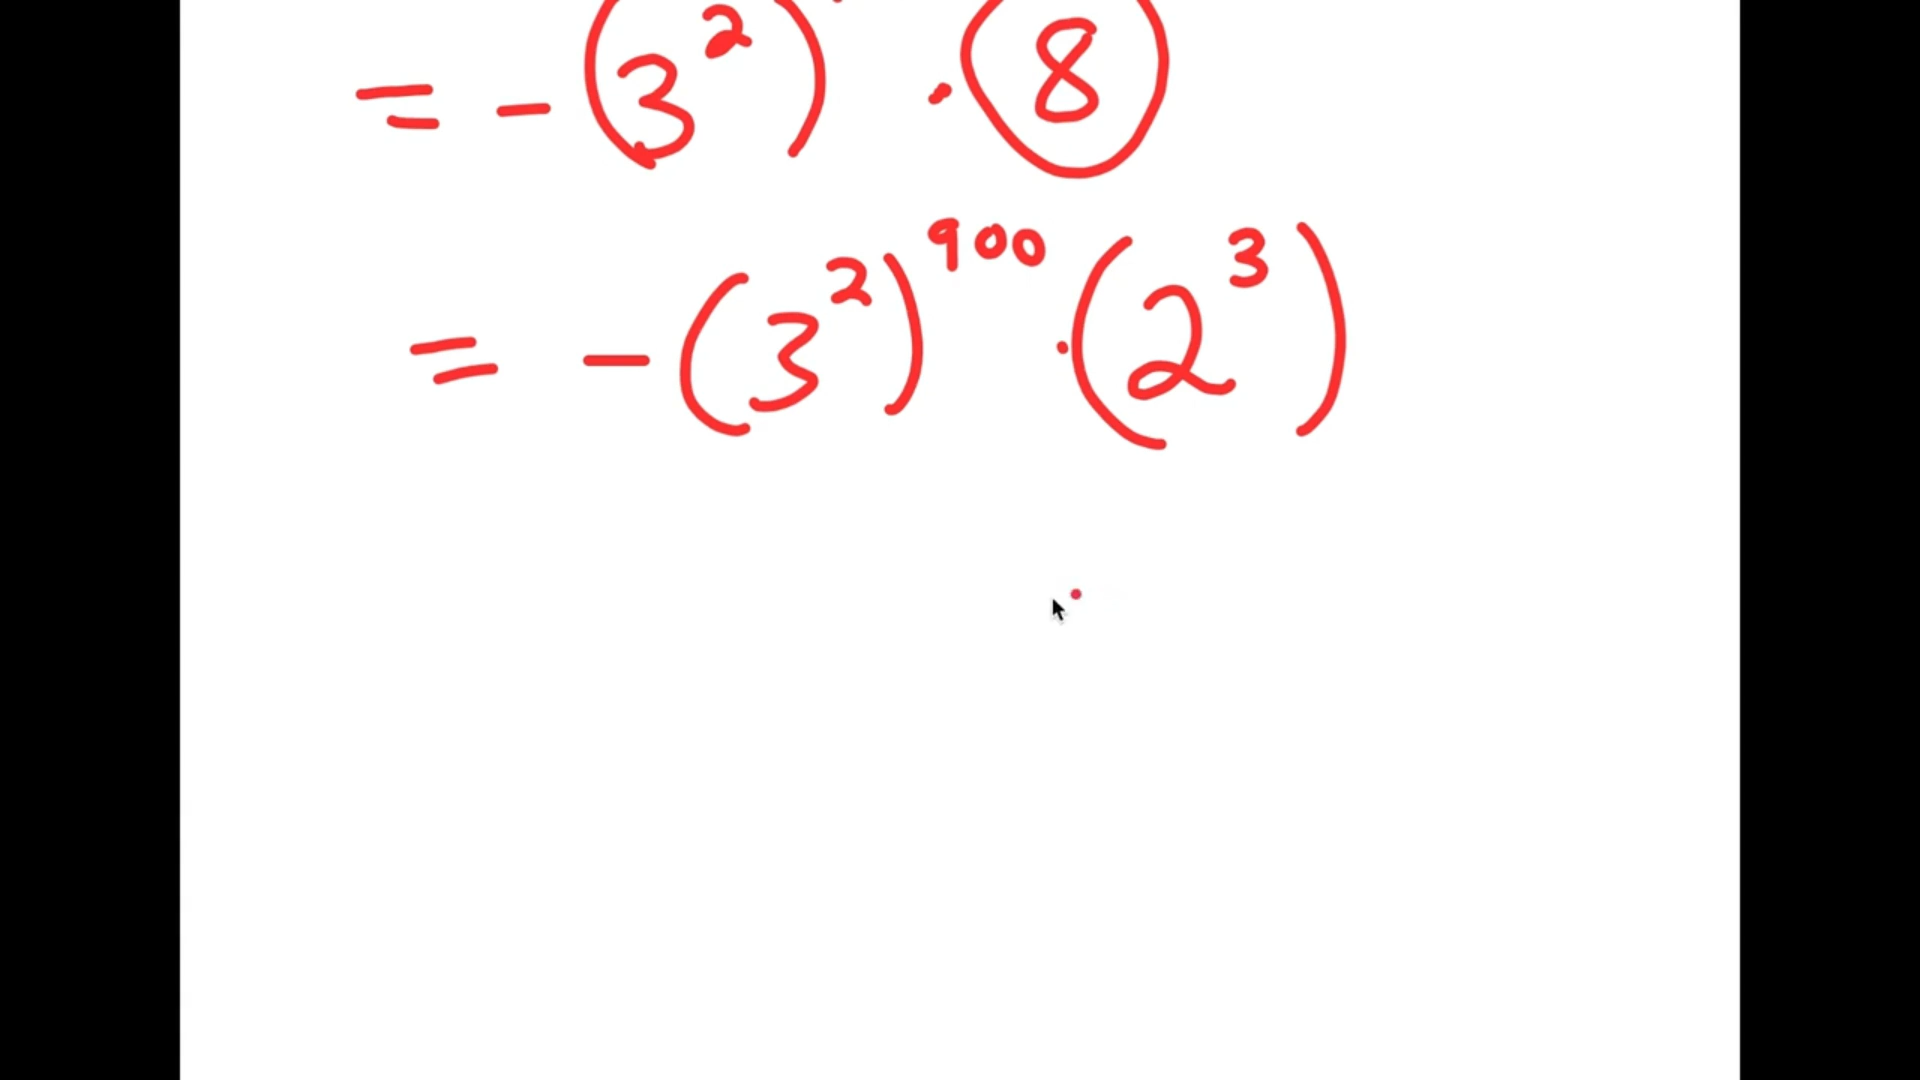 = - (3²) · 8
= - (3²)⁹⁰⁰ · (2³)